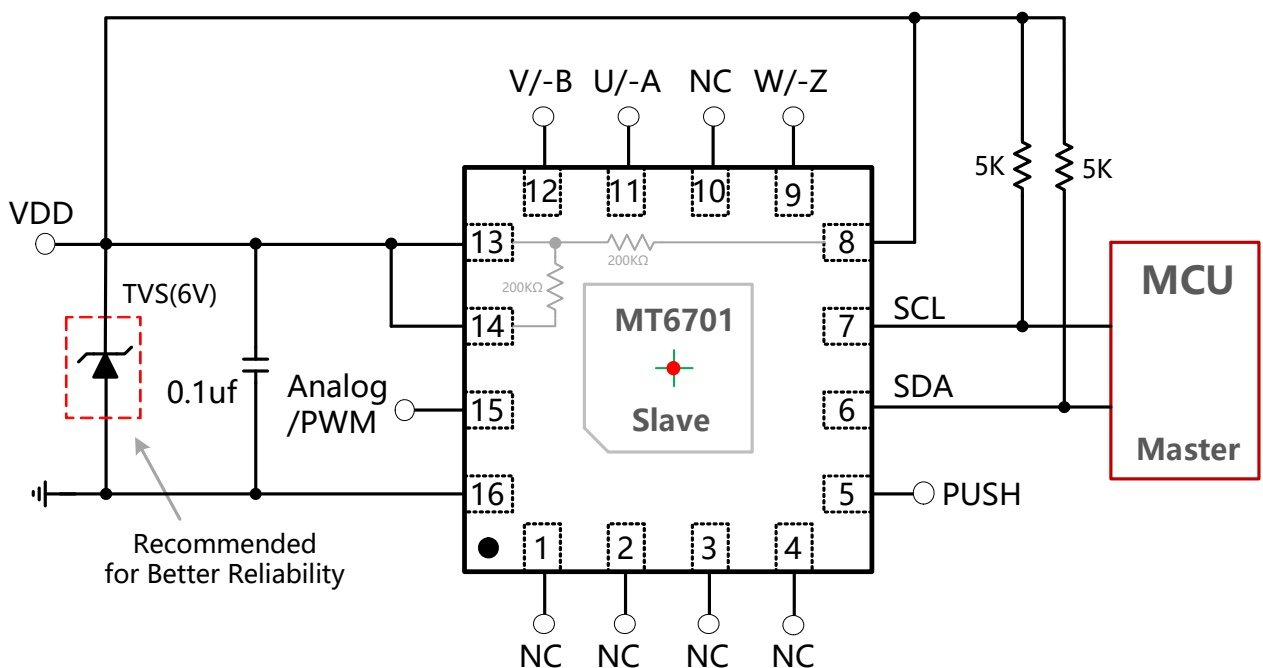 V/-B U/-A NC W/-Z
12 11 10 9
5K 5K
VDD
13 8
200KΩ
200KΩ
TVS(6V)
MCU
14 MT6701 7 SCL
0.1uf
Analog
/PWM
15 Slave 6 SDA
Master
16 5 PUSH
Recommended
for Better Reliability
1 2 3 4
NC NC NC NC